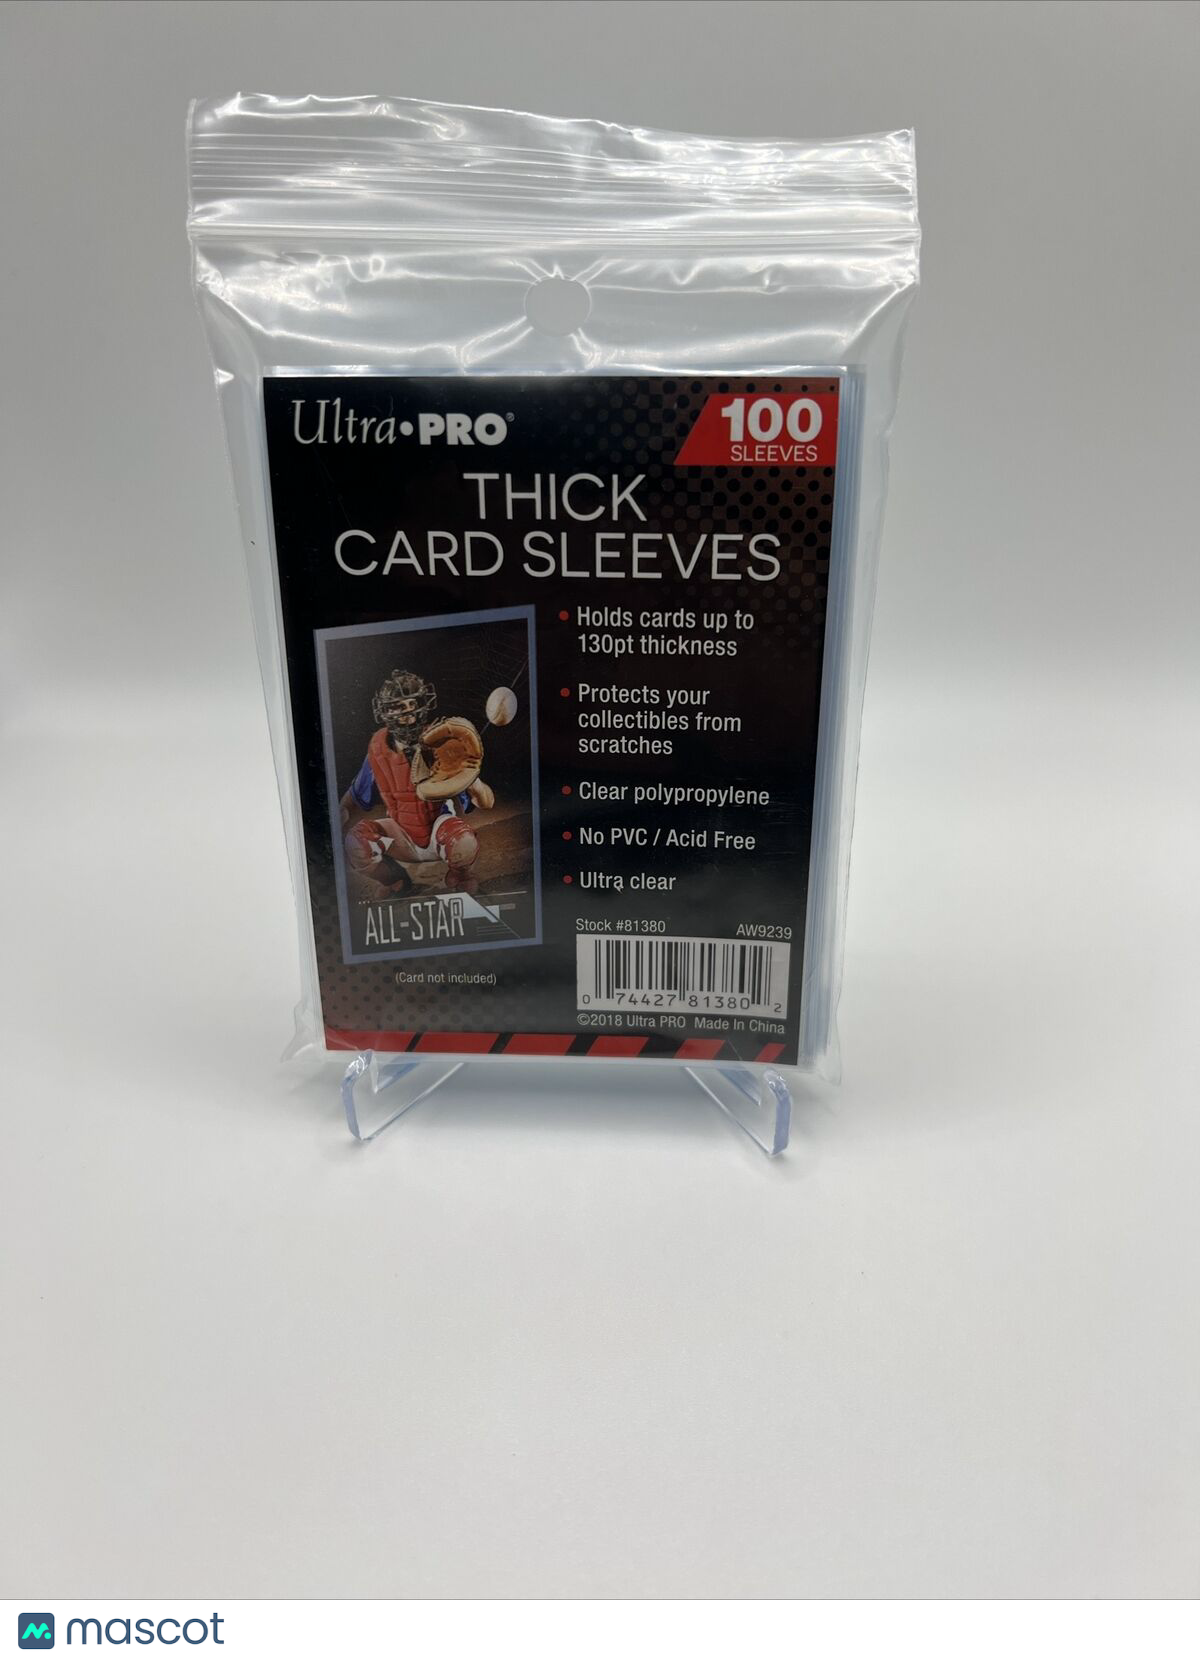 Ultra•PRO®
100
SLEEVES
THICK
CARD SLEEVES
• Holds cards up to
130pt thickness
• Protects your
collectibles from
scratches
• Clear polypropylene
• No PVC / Acid Free
• Ultra clear
ALL-STAR
(Card not included)
Stock #81380 AW9239
0 74427 81380 2
©2018 Ultra PRO Made In China
mascot